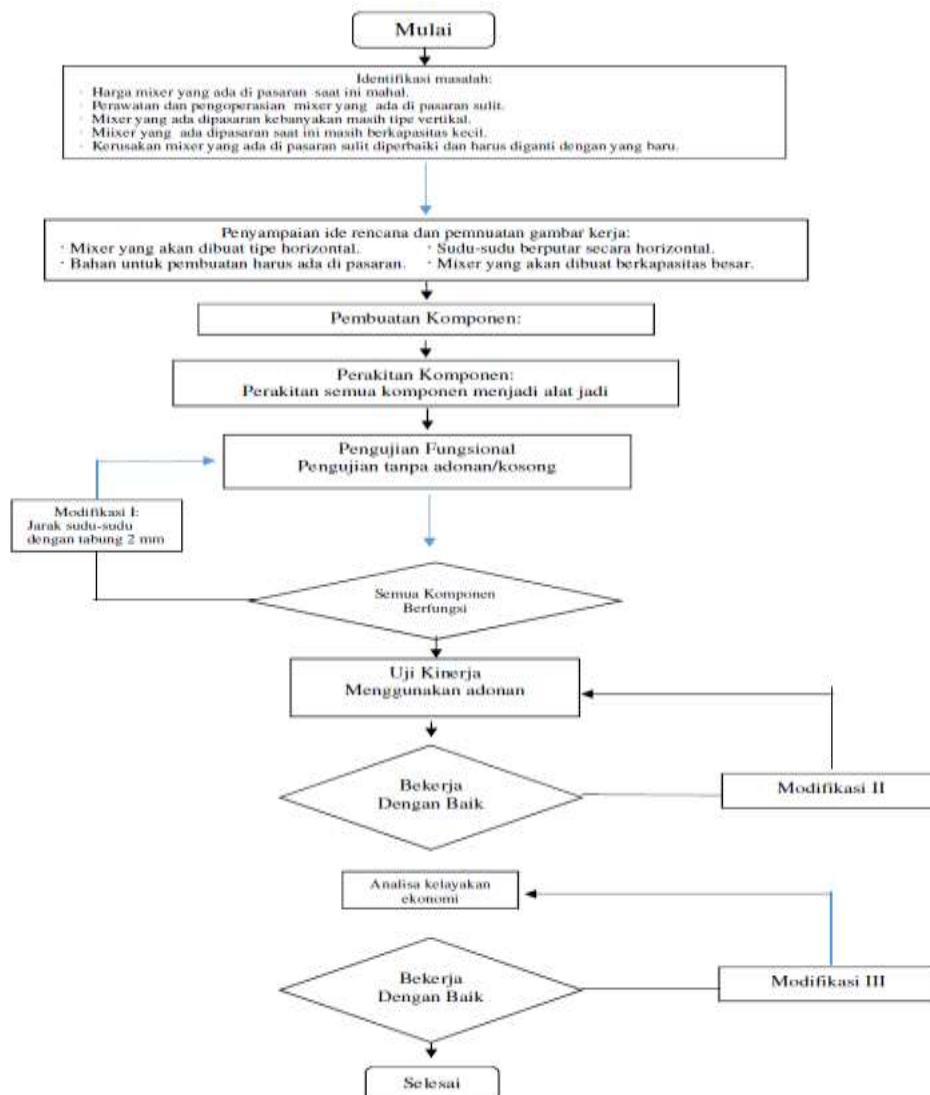 Mulai
Identifikasi masalah:
· Harga mixer yang ada di pasaran saat ini mahal.
· Perawatan dan pengoperasian mixer yang ada di pasaran sulit.
· Mixer yang ada dipasaran kebanyakan masih tipe vertikal.
· Miixer yang ada dipasaran saat ini masih berkapasitas kecil.
· Kerusakan mixer yang ada di pasaran sulit diperbaiki dan harus diganti dengan yang baru.
Penyampaian ide rencana dan pemnuatan gambar kerja:
· Mixer yang akan dibuat tipe horizontal. · Sudu-sudu berputar secara horizontal.
· Bahan untuk pembuatan harus ada di pasaran. · Mixer yang akan dibuat berkapasitas besar.
Pembuatan Komponen:
Perakitan Komponen:
Perakitan semua komponen menjadi alat jadi
Pengujian Fungsional
Pengujian tanpa adonan/kosong
Modifikasi I:
Jarak sudu-sudu
dengan tabung 2 mm
Semua Komponen
Berfungsi
Uji Kinerja
Menggunakan adonan
Bekerja
Dengan Baik
Modifikasi II
Analisa kelayakan
ekonomi
Bekerja
Dengan Baik
Modifikasi III
Selesai